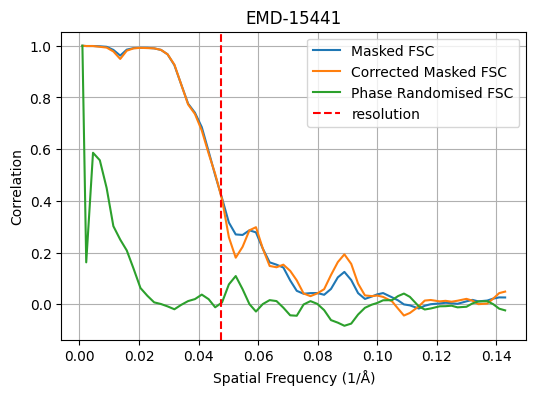 EMD-15441
Masked FSC
Corrected Masked FSC
Phase Randomised FSC
resolution
Correlation
1.0
0.8
0.6
0.4
0.2
0.0
0.00 0.02 0.04 0.06 0.08 0.10 0.12 0.14
Spatial Frequency (1/Å)